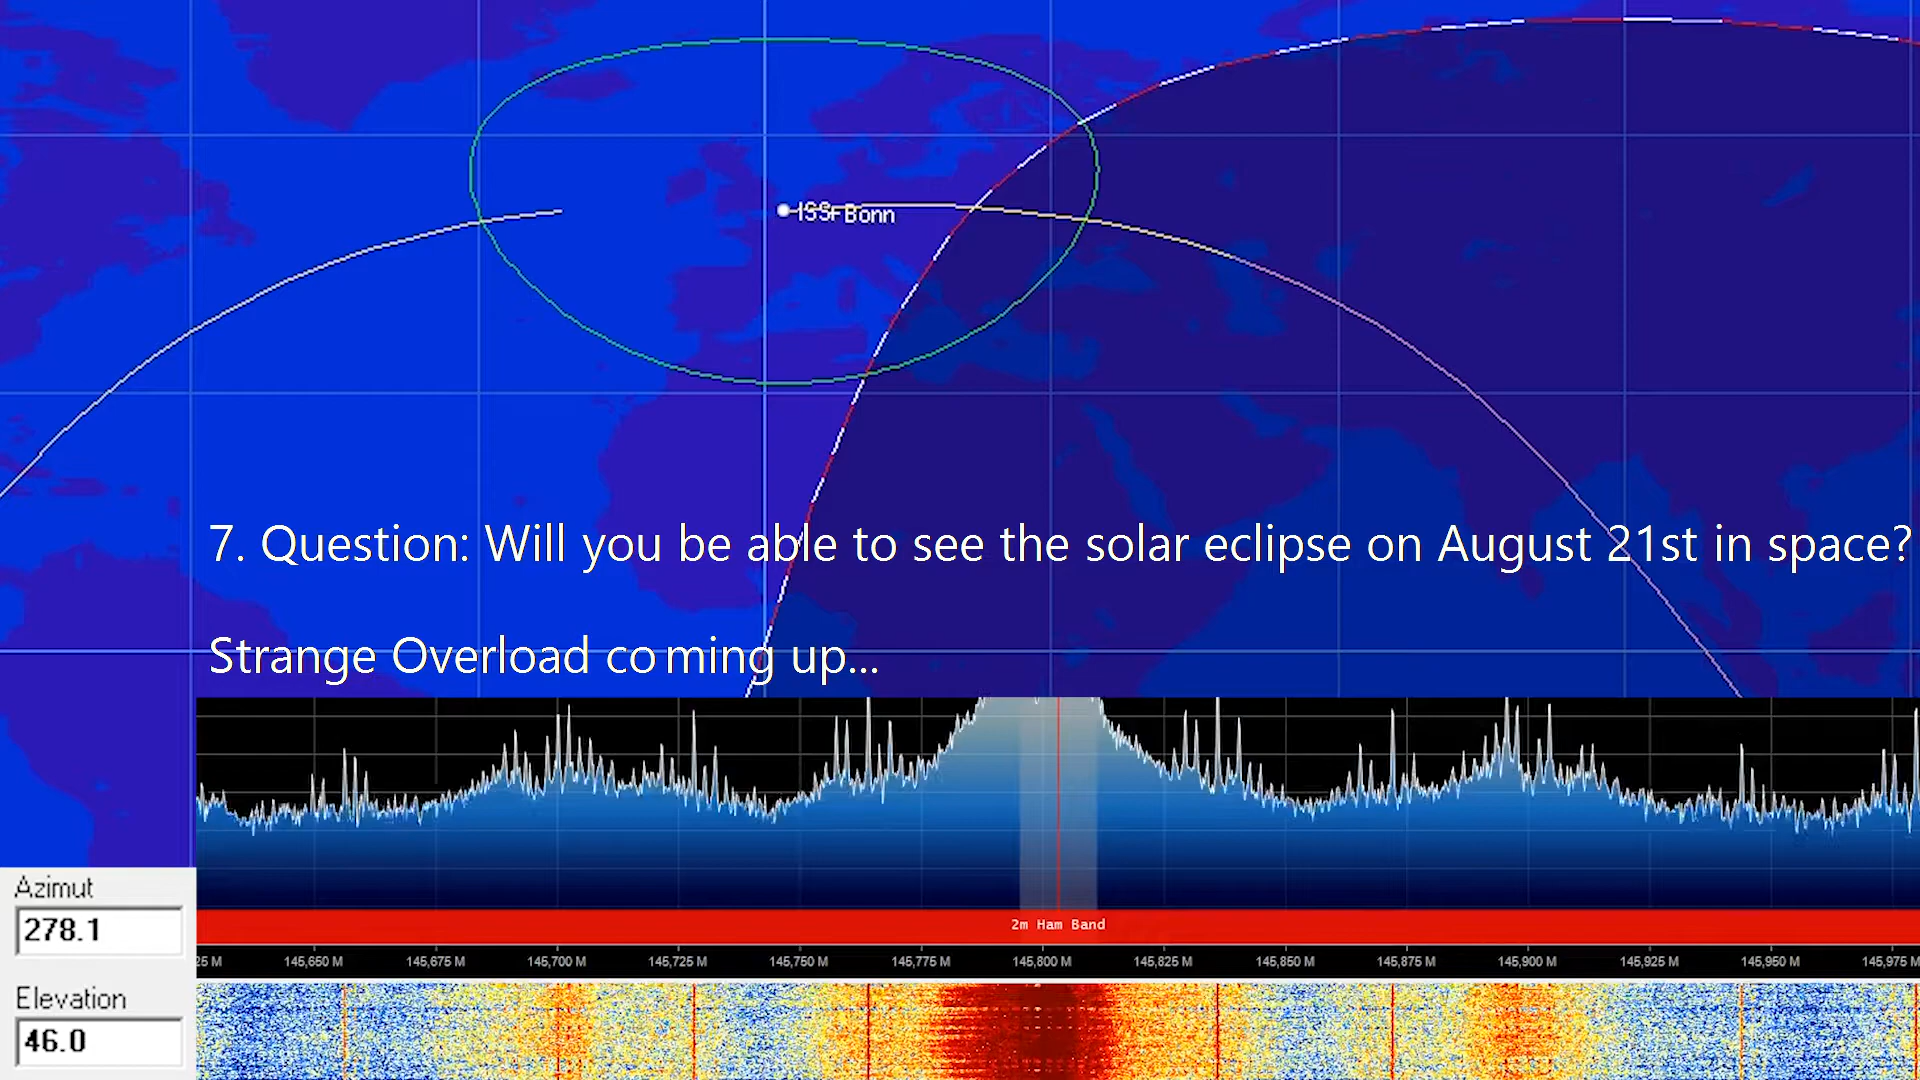 ISS-Bonn
7. Question: Will you be able to see the solar eclipse on August 21st in space?
Strange Overload coming up...
Azimut
278.1
Elevation
46.0
2m Ham Band
25 M 145,650 M 145,675 M 145,700 M 145,725 M 145,750 M 145,775 M 145,800 M 145,825 M 145,850 M 145,875 M 145,900 M 145,925 M 145,950 M 145,975 M